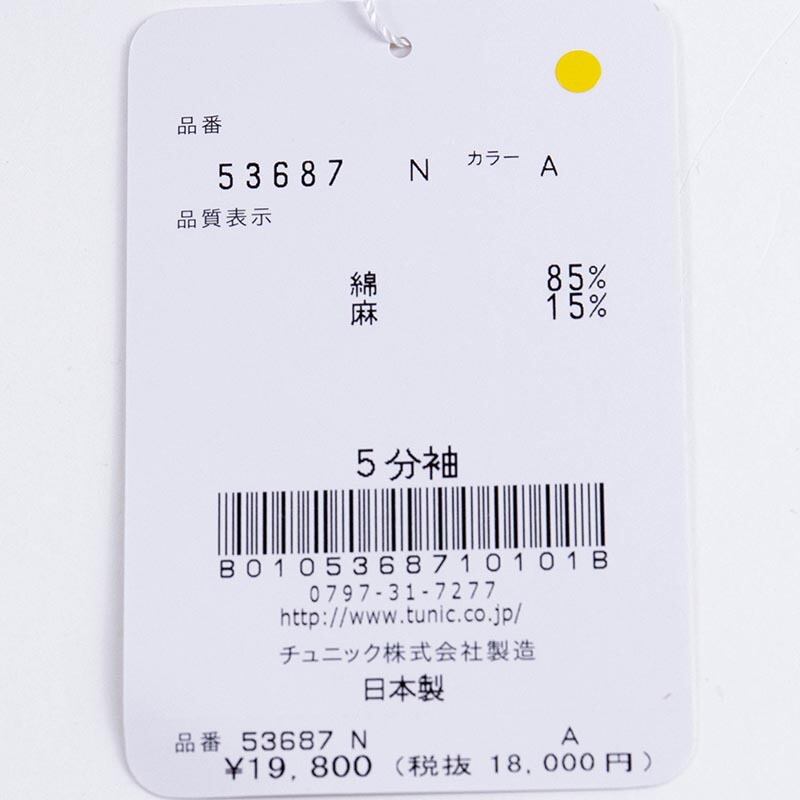 品番
53687 N カラー A
品質表示
綿 85%
麻 15%
5分袖
B0105368710101B
0797-31-7277
http://www.tunic.co.jp/
チュニック株式会社製造
日本製
品番 53687 N A
¥19,800 (税抜 18,000円)